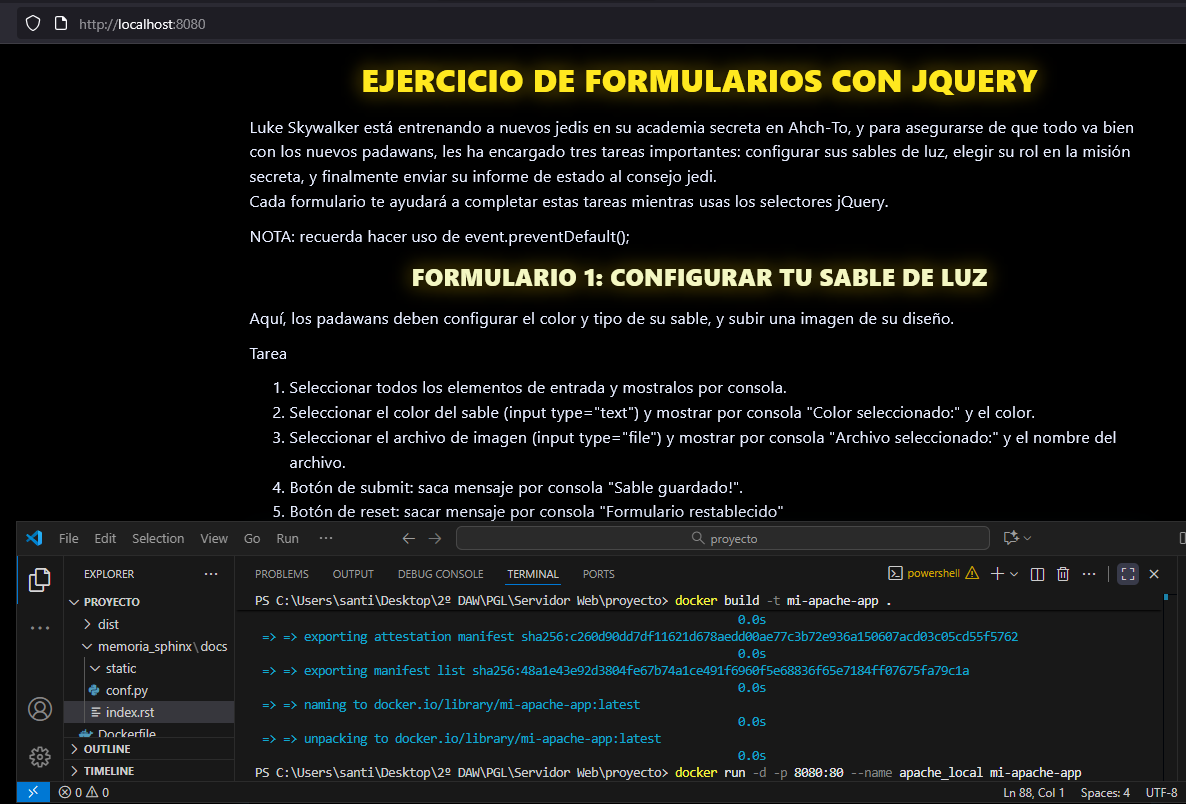 http://localhost:8080
EJERCICIO DE FORMULARIOS CON JQUERY
Luke Skywalker está entrenando a nuevos jedis en su academia secreta en Ahch-To, y para asegurarse de que todo va bien
con los nuevos padawans, les ha encargado tres tareas importantes: configurar sus sables de luz, elegir su rol en la misión
secreta, y finalmente enviar su informe de estado al consejo jedi.
Cada formulario te ayudará a completar estas tareas mientras usas los selectores jQuery.
NOTA: recuerda hacer uso de event.preventDefault();
FORMULARIO 1: CONFIGURAR TU SABLE DE LUZ
Aquí, los padawans deben configurar el color y tipo de su sable, y subir una imagen de su diseño.
Tarea
1. Seleccionar todos los elementos de entrada y mostralos por consola.
2. Seleccionar el color del sable (input type="text") y mostrar por consola "Color seleccionado:" y el color.
3. Seleccionar el archivo de imagen (input type="file") y mostrar por consola "Archivo seleccionado:" y el nombre del
archivo.
4. Botón de submit: saca mensaje por consola "Sable guardado!".
5. Botón de reset: sacar mensaje por consola "Formulario restablecido"
File Edit Selection View Go Run ··· proyecto
EXPLORER ···
PROYECTO
dist
memoria_sphinx\docs
static
conf.py
index.rst
Dockerfile
OUTLINE
TIMELINE
PROBLEMS OUTPUT DEBUG CONSOLE TERMINAL PORTS powershell ···
PS C:\Users\santi\Desktop\2º DAW\PGL\Servidor Web\proyecto> docker build -t mi-apache-app .
0.0s
=> => exporting attestation manifest sha256:c260d90dd7df11621d678aedd00ae77c3b72e936a150607acd03c05cd55f5762
0.0s
=> => exporting manifest list sha256:48a1e43e92d3804fe67b74a1ce491f6960f5e68836f65e7184ff07675fa79c1a
0.0s
=> => naming to docker.io/library/mi-apache-app:latest
0.0s
=> => unpacking to docker.io/library/mi-apache-app:latest
0.0s
PS C:\Users\santi\Desktop\2º DAW\PGL\Servidor Web\proyecto> docker run -d -p 8080:80 --name apache_local mi-apache-app
0 0 Ln 88, Col 1 Spaces: 4 UTF-8